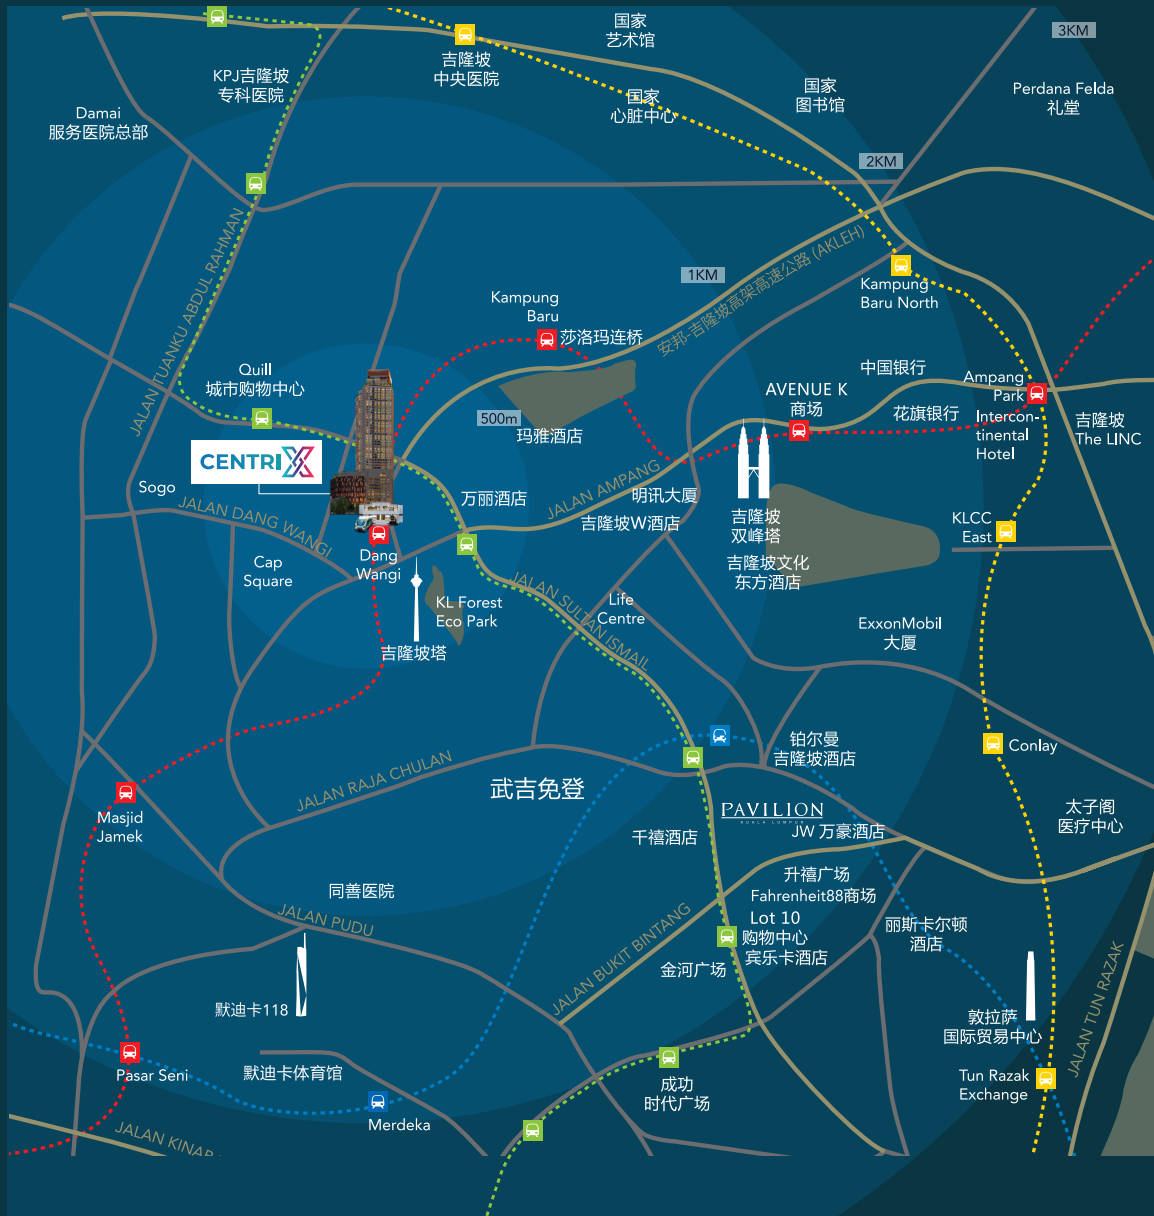 国家
艺术馆
3KM
吉隆坡
中央医院
KPJ吉隆坡
专科医院
国家
图书馆
Perdana Felda
礼堂
国家
心脏中心
Damai
服务医院总部
2KM
JALAN TUANKU ABDUL RAHMAN
安邦-吉隆坡高架高速公路 (AKLEH)
1KM
Kampung
Baru North
Kampung
Baru
莎洛玛连桥
Quill
城市购物中心
中国银行
AVENUE K
商场
Ampang
Park
花旗银行
Intercon-
tinental
Hotel
吉隆坡
The LINC
500m
玛雅酒店
CENTRIX
Sogo
JALAN DANG WANGI
万丽酒店
JALAN AMPANG
明讯大厦
吉隆坡W酒店
吉隆坡
双峰塔
KLCC
East
Cap
Square
Dang
Wangi
吉隆坡文化
东方酒店
JALAN SULTAN ISMAIL
KL Forest
Eco Park
Life
Centre
ExxonMobil
大厦
吉隆坡塔
铂尔曼
吉隆坡酒店
Conlay
JALAN RAJA CHULAN
武吉免登
PAVILION
KUALA LUMPUR
JW 万豪酒店
太子阁
医疗中心
Masjid
Jamek
千禧酒店
同善医院
升禧广场
Fahrenheit88商场
JALAN PUDU
JALAN BUKIT BINTANG
Lot 10
购物中心
宾乐卡酒店
丽斯卡尔顿
酒店
金河广场
默迪卡118
敦拉萨
国际贸易中心
JALAN TUN RAZAK
Pasar Seni
默迪卡体育馆
成功
时代广场
Tun Razak
Exchange
Merdeka
JALAN KINAB